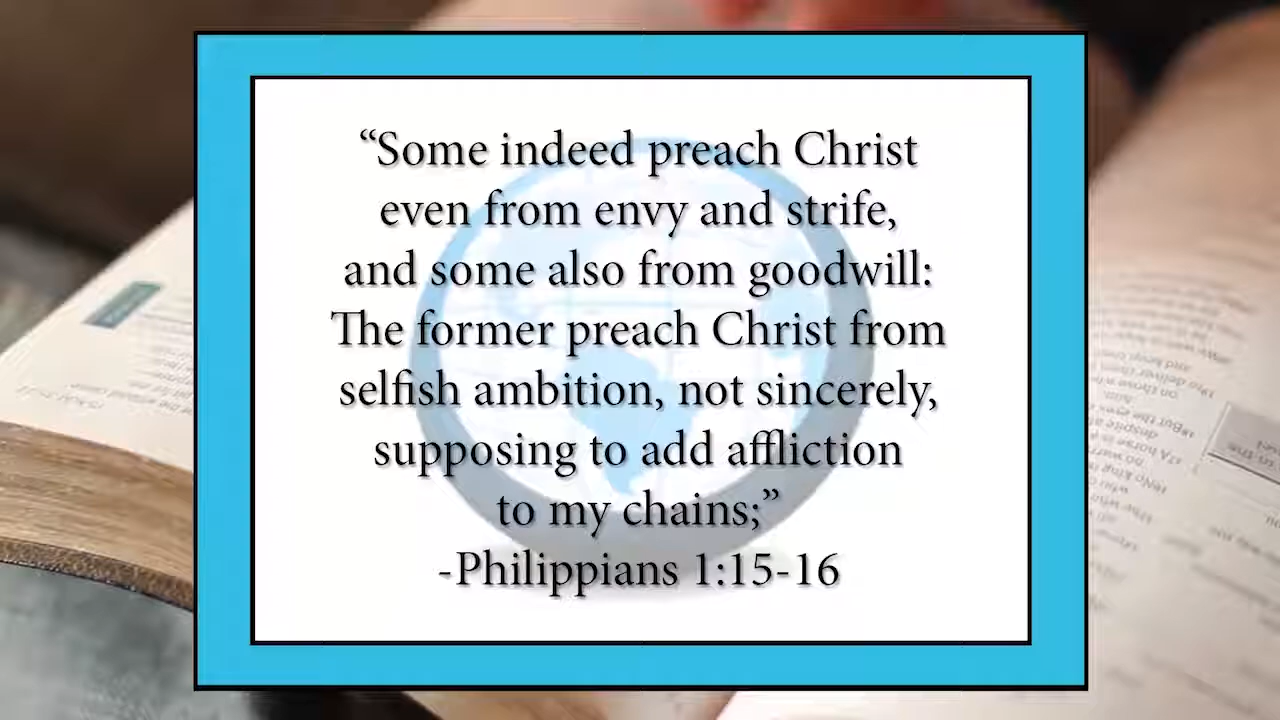 “Some indeed preach Christ
even from envy and strife,
and some also from goodwill:
The former preach Christ from
selfish ambition, not sincerely,
supposing to add affliction
to my chains;”
-Philippians 1:15-16